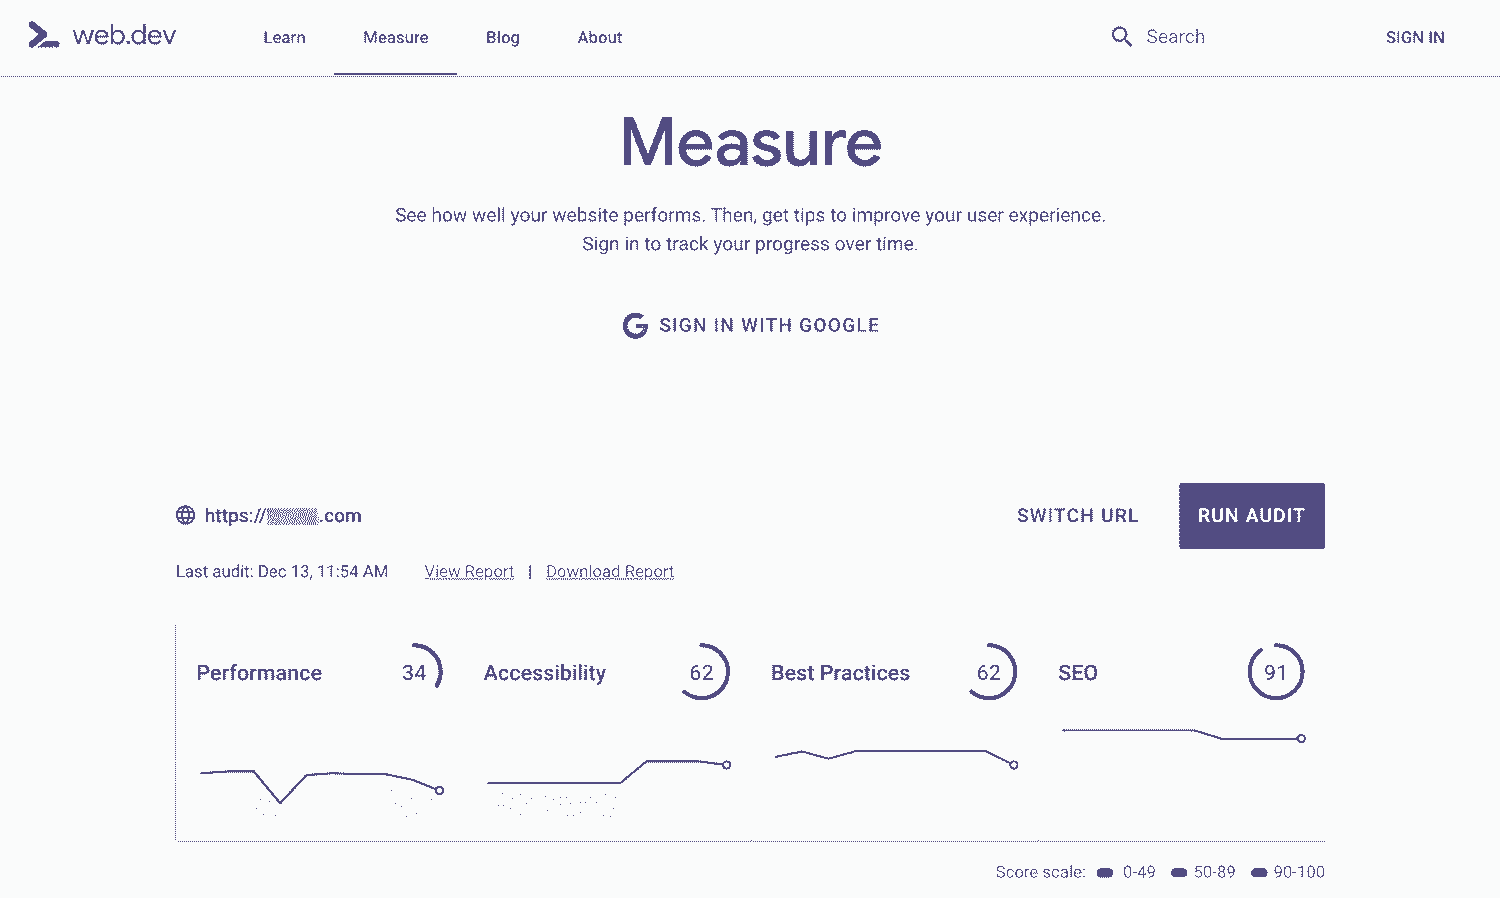 web.dev Learn Measure Blog About Search SIGN IN
Measure
See how well your website performs. Then, get tips to improve your user experience.
Sign in to track your progress over time.
SIGN IN WITH GOOGLE
https:// .com SWITCH URL RUN AUDIT
Last audit: Dec 13, 11:54 AM View Report | Download Report
Performance 34 Accessibility 62 Best Practices 62 SEO 91
Score scale: 0-49 50-89 90-100